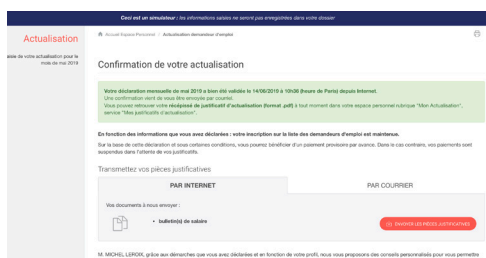 Ceci est un simulateur : les informations saisies ne seront pas enregistrées dans votre dossier
Actualisation
Accueil Espace Personnel / Actualisation demandeur d'emploi
de votre actualisation pour le
mois de mai 2019
Confirmation de votre actualisation
Votre déclaration mensuelle de mai 2019 a bien été validée le 14/06/2019 à 10h38 (heure de Paris) depuis Internet.
Une confirmation vient de vous être envoyée par courriel.
Vous pouvez retrouver votre récépissé de justificatif d'actualisation (format .pdf) à tout moment dans votre espace personnel rubrique "Mon Actualisation",
service "Mes justificatifs d'actualisation".
En fonction des informations que vous avez déclarées : votre inscription sur la liste des demandeurs d'emploi est maintenue.
Sur la base de cette déclaration et sous certaines conditions, vous pourrez bénéficier d'un paiement provisoire par avance. Dans le cas contraire, vos paiements sont
suspendus dans l'attente de vos justificatifs.
Transmettez vos pièces justificatives
PAR INTERNET
PAR COURRIER
Vos documents à nous envoyer :
• bulletin(s) de salaire
ENVOYER LES PIÈCES JUSTIFICATIVES
M. MICHEL LEROIX, grâce aux démarches que vous avez déclarées et en fonction de votre profil, nous vous proposons des conseils personnalisés pour vous permettre